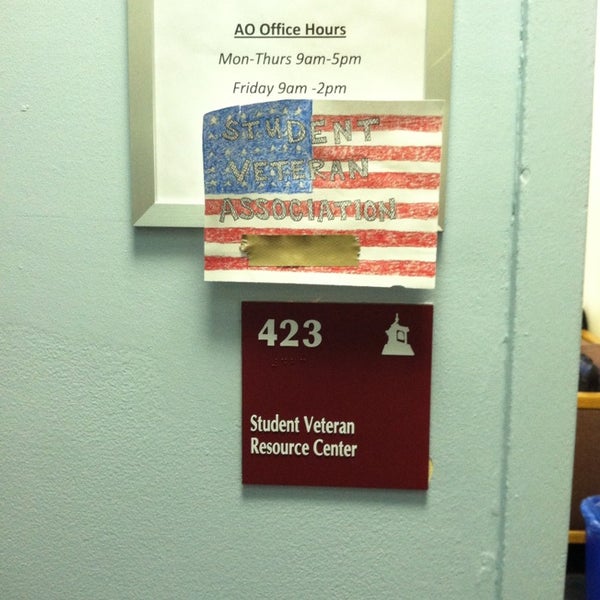 AO Office Hours
Mon-Thurs 9am-5pm
Friday 9am -2pm
STUDENT
VETERAN
ASSOCIATION
423
Student Veteran
Resource Center